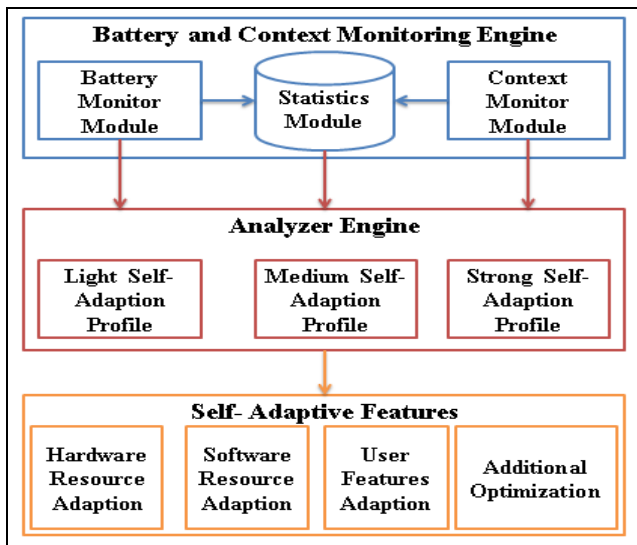 Battery and Context Monitoring Engine
Battery
Monitor
Module
Statistics
Module
Context
Monitor
Module
Analyzer Engine
Light Self-
Adaption
Profile
Medium Self-
Adaption
Profile
Strong Self-
Adaption
Profile
Self- Adaptive Features
Hardware
Resource
Adaption
Software
Resource
Adaption
User
Features
Adaption
Additional
Optimization